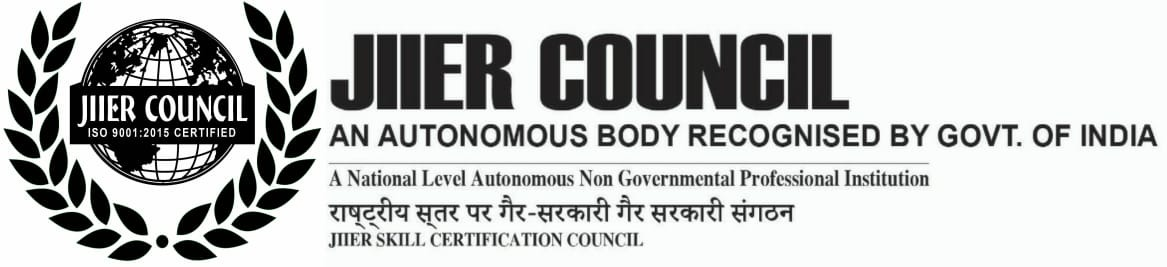 JIIER COUNCIL
ISO 9001:2015 CERTIFIED
JIIER COUNCIL
AN AUTONOMOUS BODY RECOGNISED BY GOVT. OF INDIA
A National Level Autonomous Non Governmental Professional Institution
राष्ट्रीय स्तर पर गैर-सरकारी गैर सरकारी संगठन
JIIER SKILL CERTIFICATION COUNCIL